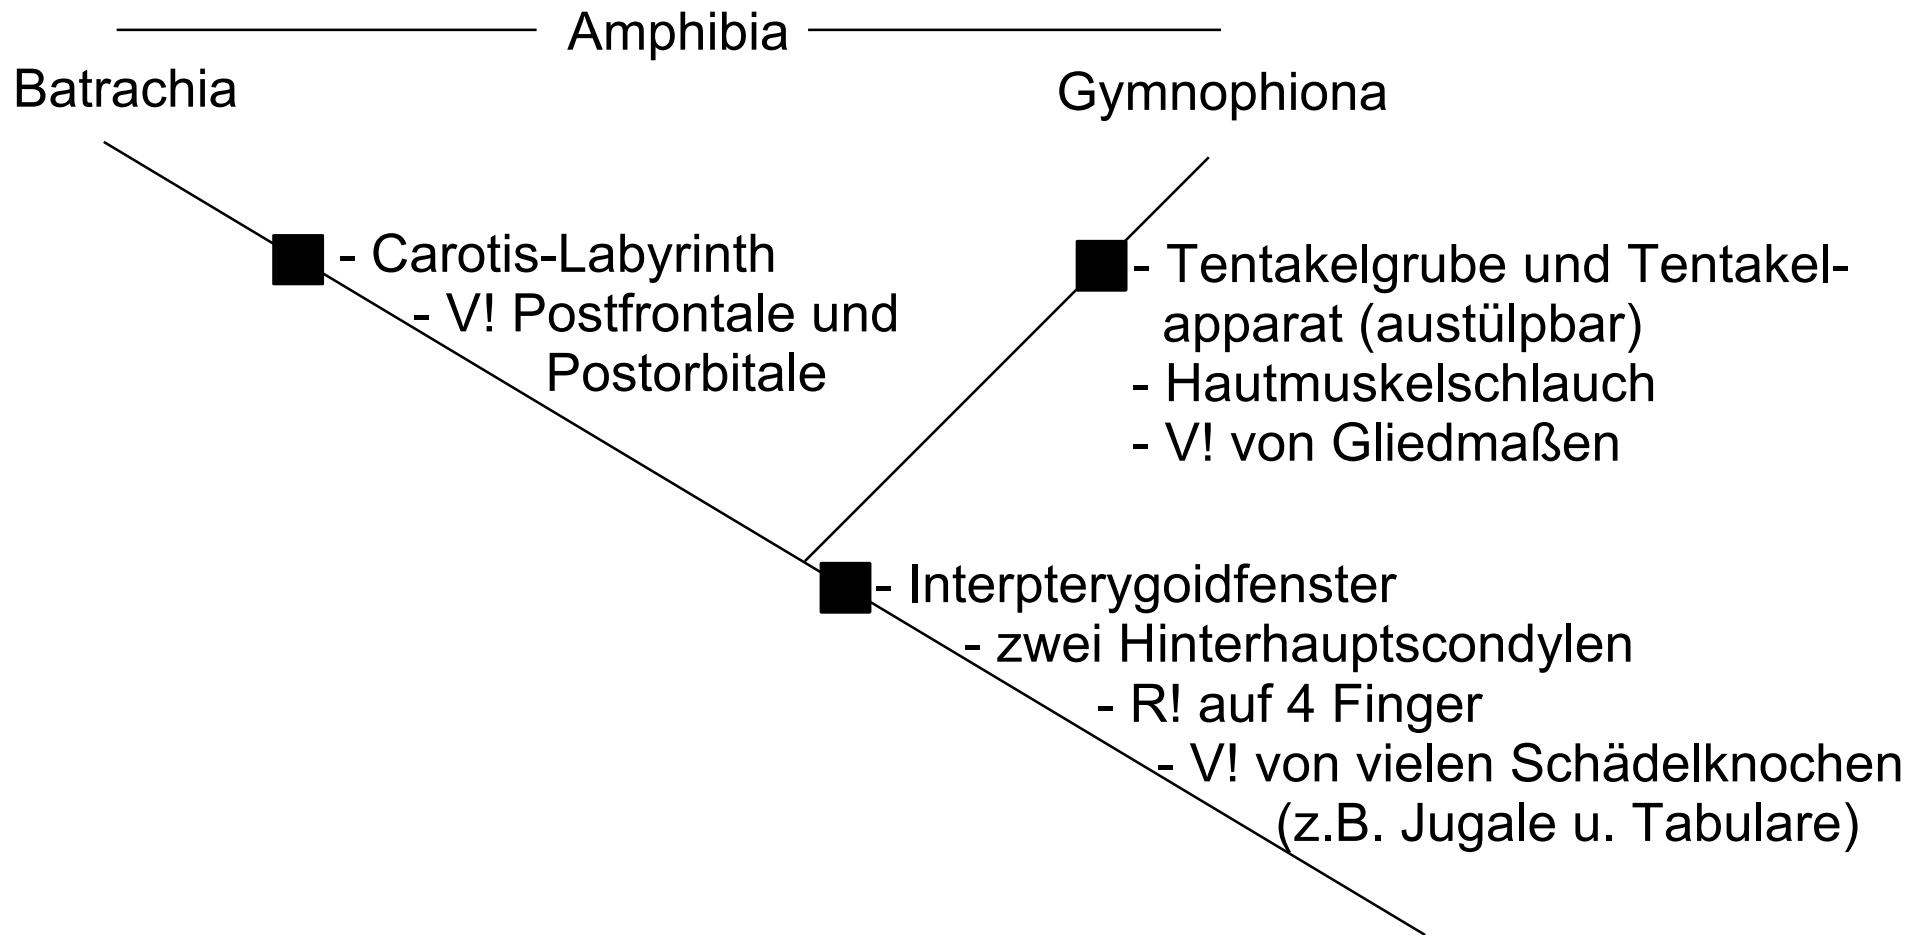 Amphibia
Batrachia
Gymnophiona
- Carotis-Labyrinth
- V! Postfrontale und
Postorbitale
- Tentakelgrube und Tentakel-
apparat (austülpbar)
- Hautmuskelschlauch
- V! von Gliedmaßen
- Interpterygoidfenster
- zwei Hinterhauptscondylen
- R! auf 4 Finger
- V! von vielen Schädelknochen
(z.B. Jugale u. Tabulare)